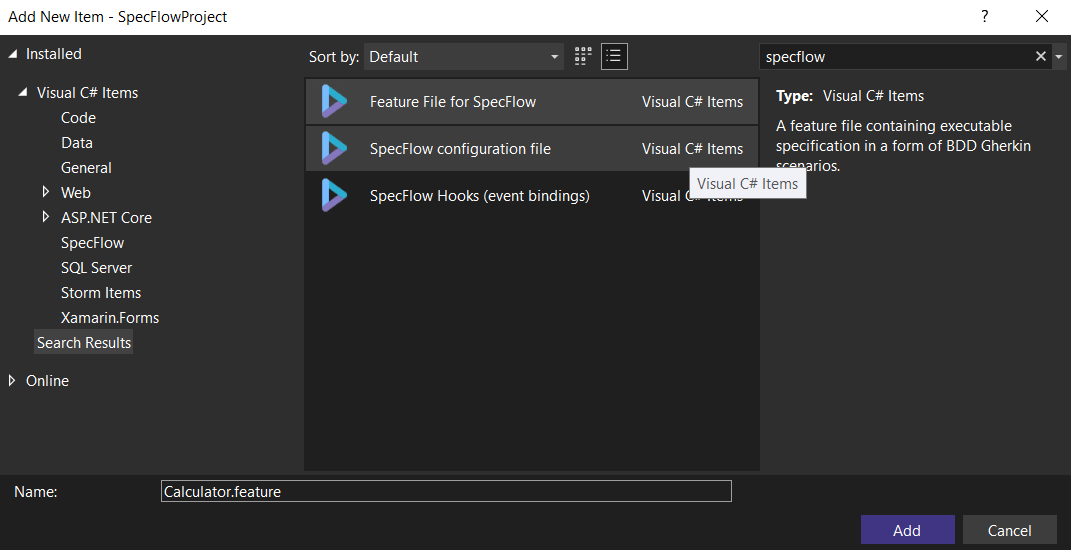 Add New Item - SpecFlowProject
?
Installed
Visual C# Items
Code
Data
General
Web
ASP.NET Core
SpecFlow
SQL Server
Storm Items
Xamarin.Forms
Search Results
Online
Sort by: Default
Feature File for SpecFlow Visual C# Items
SpecFlow configuration file Visual C# Items
SpecFlow Hooks (event bindings) Visual C# Items
Visual C# Items
specflow
Type: Visual C# Items
A feature file containing executable
specification in a form of BDD Gherkin
scenarios.
Name: Calculator.feature
Add Cancel